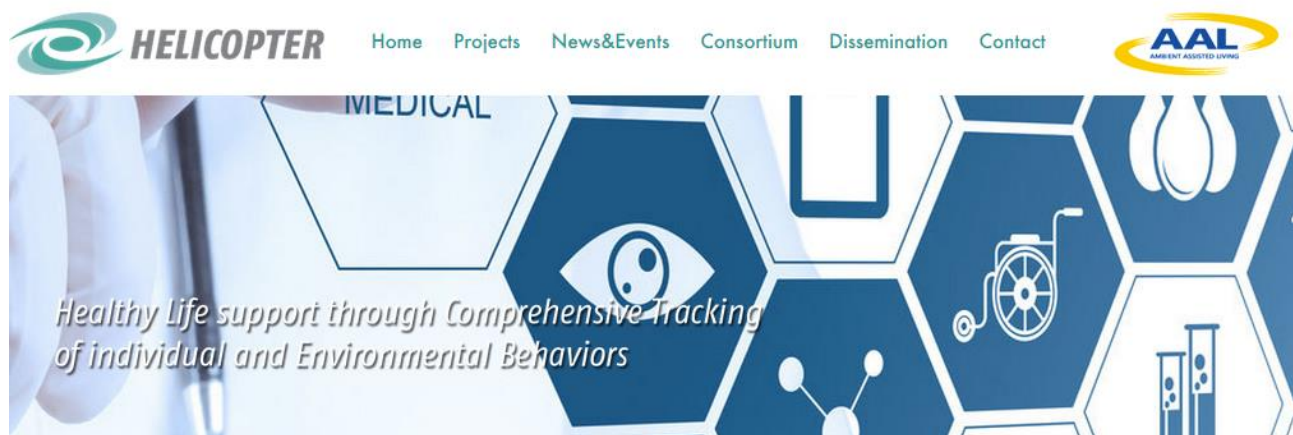 HELICOPTER Home Projects News&Events Consortium Dissemination Contact AAL
AMBIENT ASSISTED LIVING
MEDICAL
Healthy Life support through Comprehensive Tracking
of individual and Environmental Behaviors